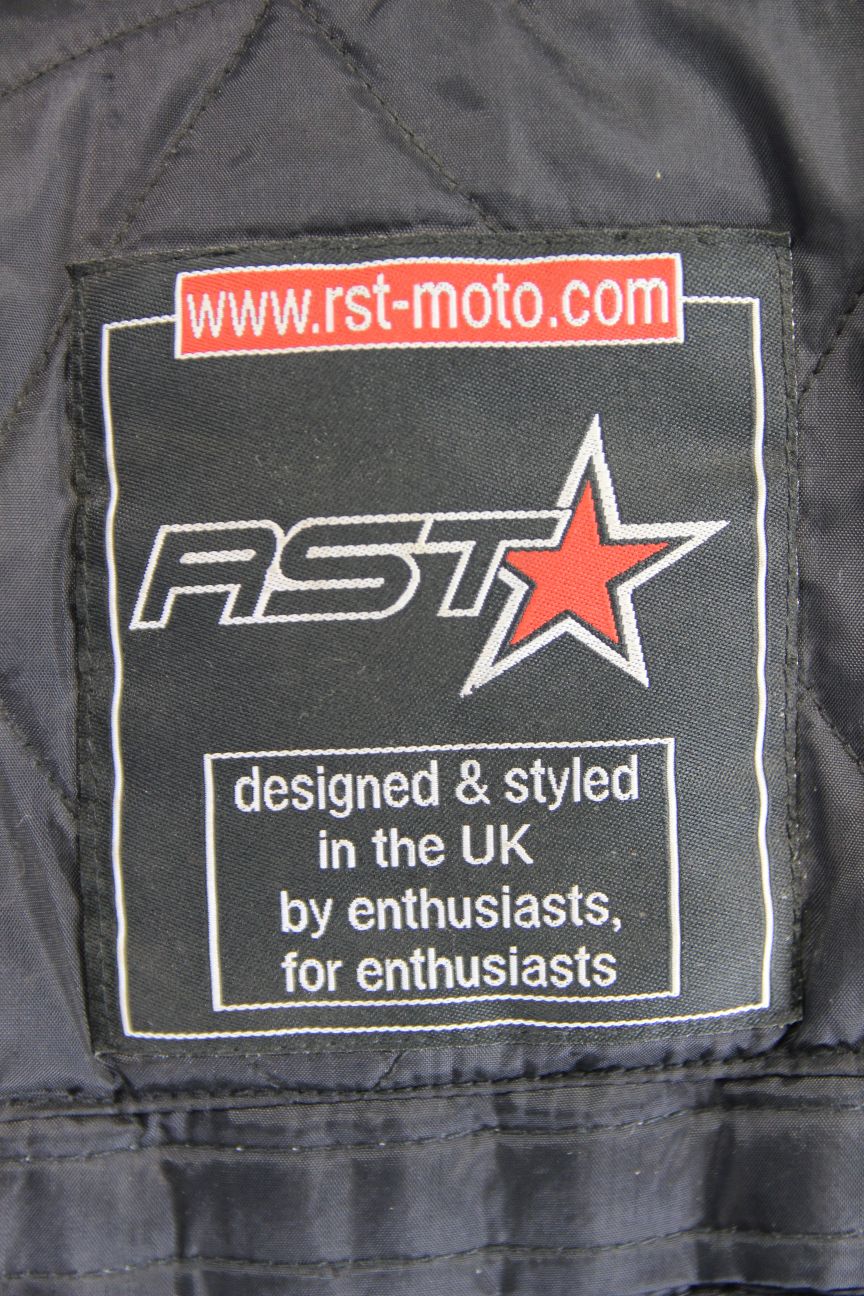 www.rst-moto.com
RST
designed & styled
in the UK
by enthusiasts,
for enthusiasts